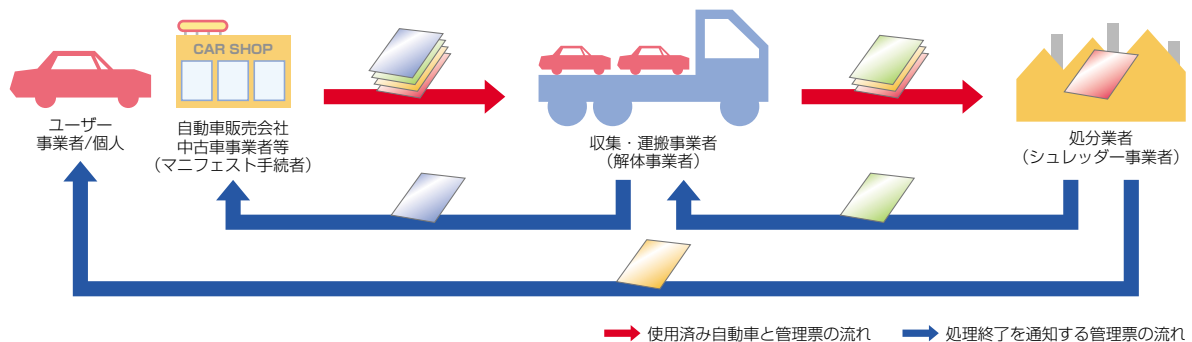 CAR SHOP
ユーザー
事業者/個人
自動車販売会社
中古車事業者等
(マニフェスト手続者)
収集・運搬事業者
(解体事業者)
処分業者
(シュレッダー事業者)
使用済み自動車と管理票の流れ
処理終了を通知する管理票の流れ